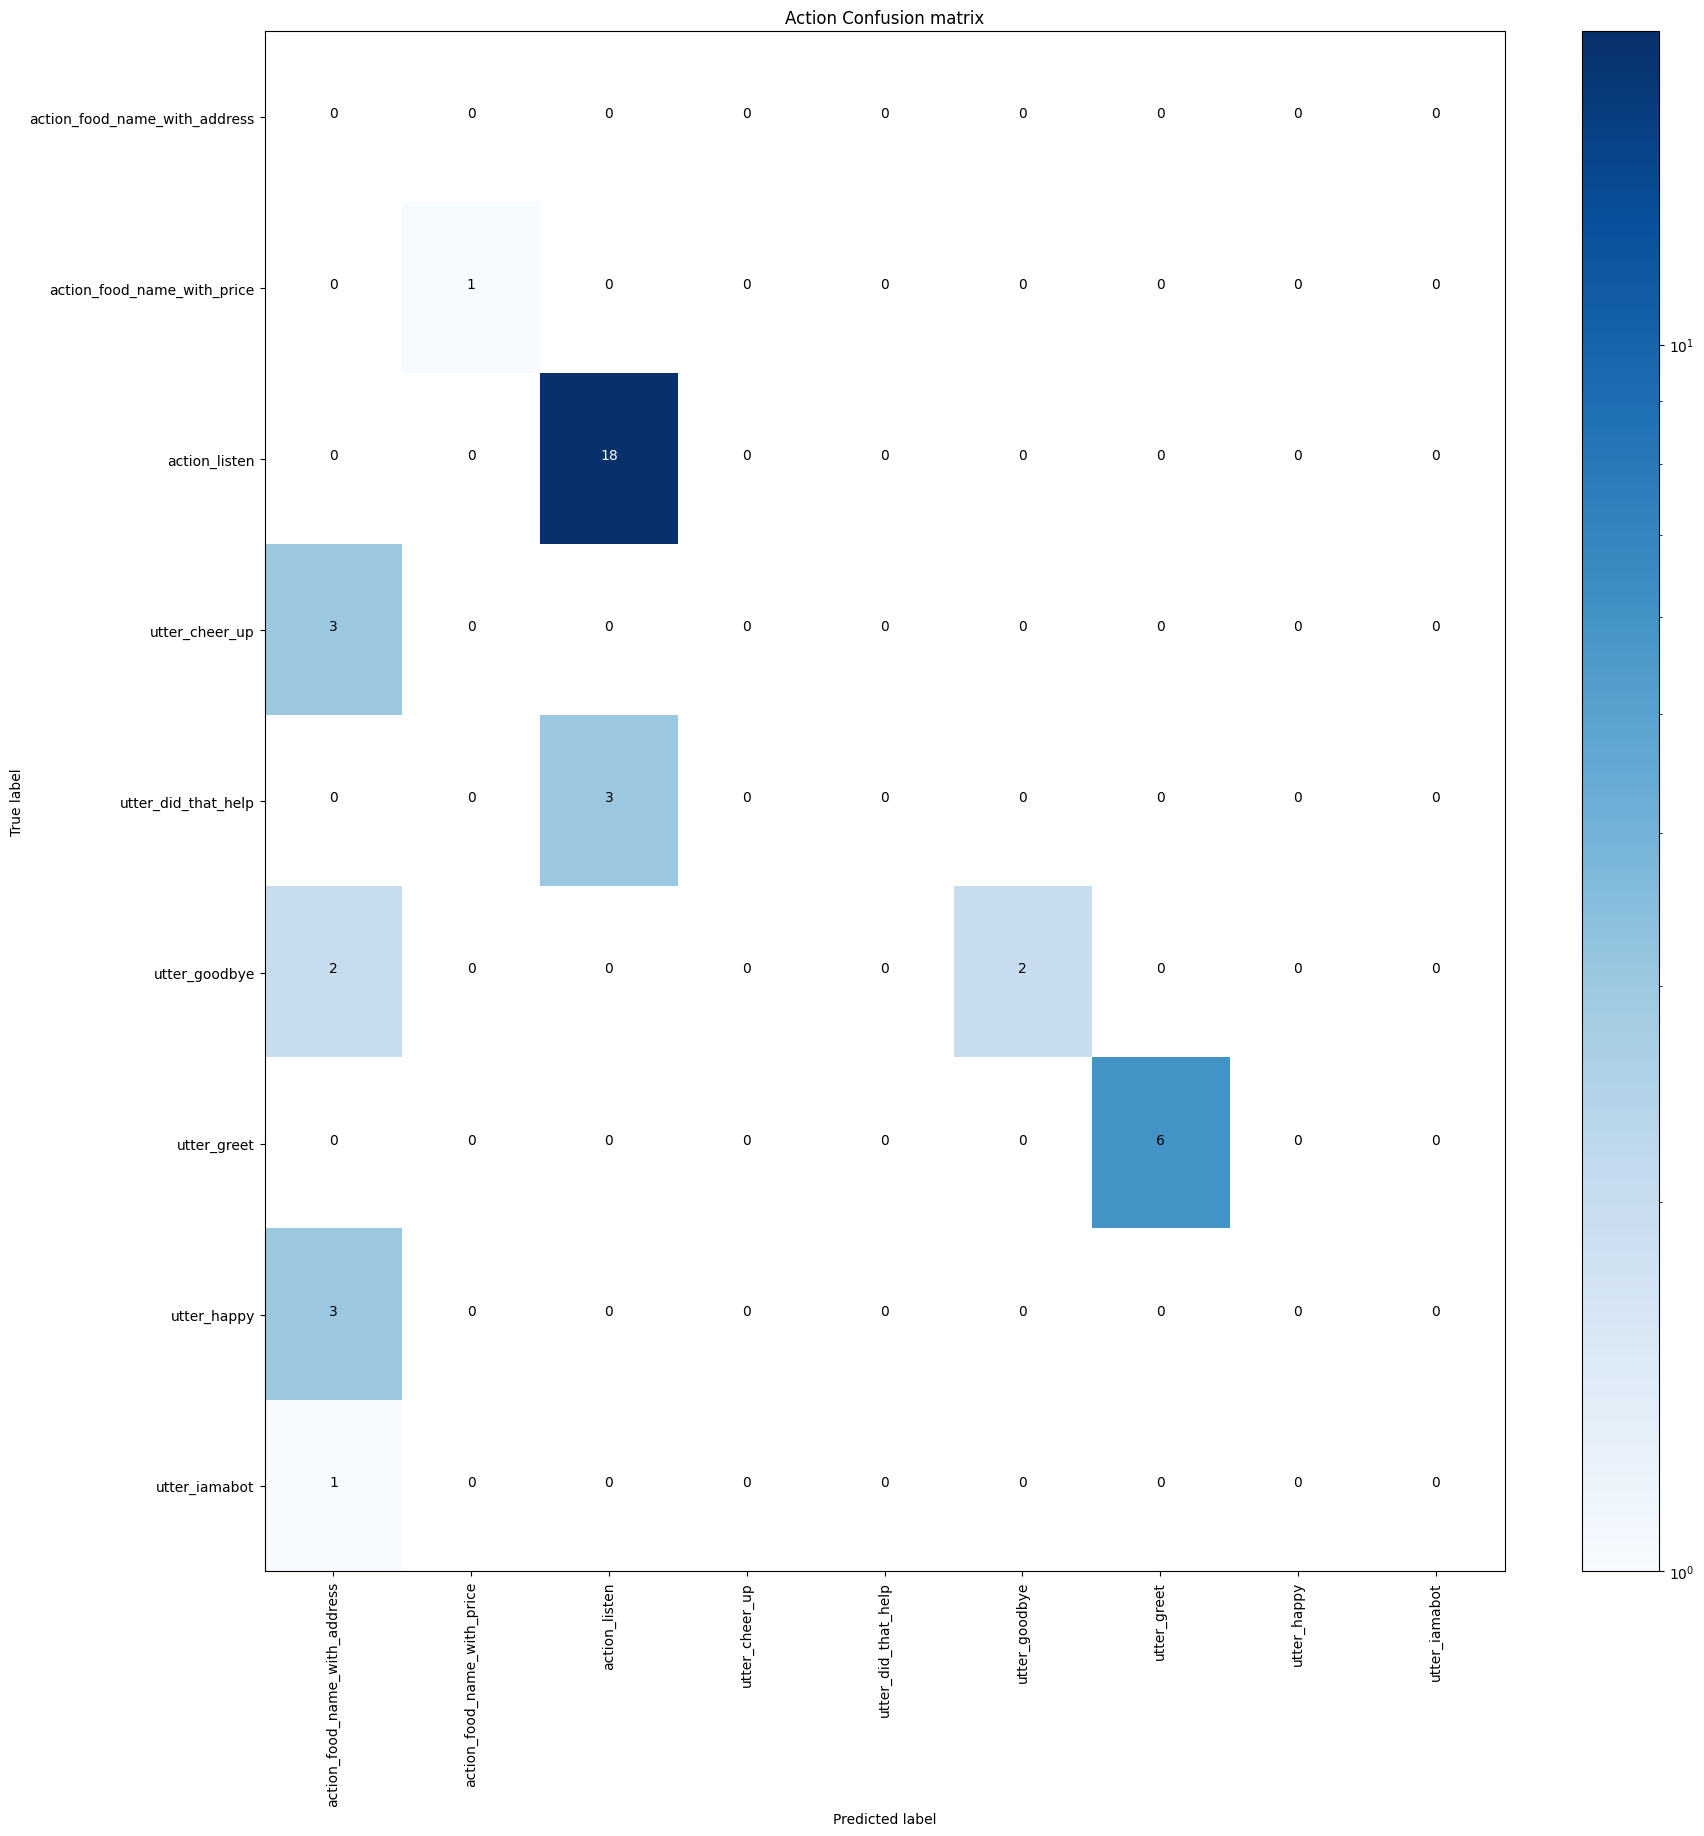 Action Confusion matrix
action_food_name_with_address 0 0 0 0 0 0 0 0 0
action_food_name_with_price 0 1 0 0 0 0 0 0 0
action_listen 0 0 18 0 0 0 0 0 0
utter_cheer_up 3 0 0 0 0 0 0 0 0
utter_did_that_help 0 0 3 0 0 0 0 0 0
utter_goodbye 2 0 0 0 0 2 0 0 0
utter_greet 0 0 0 0 0 0 6 0 0
utter_happy 3 0 0 0 0 0 0 0 0
utter_iamabot 1 0 0 0 0 0 0 0 0
True label
action_food_name_with_address
action_food_name_with_price
action_listen
utter_cheer_up
utter_did_that_help
utter_goodbye
utter_greet
utter_happy
utter_iamabot
Predicted label
10¹
10⁰